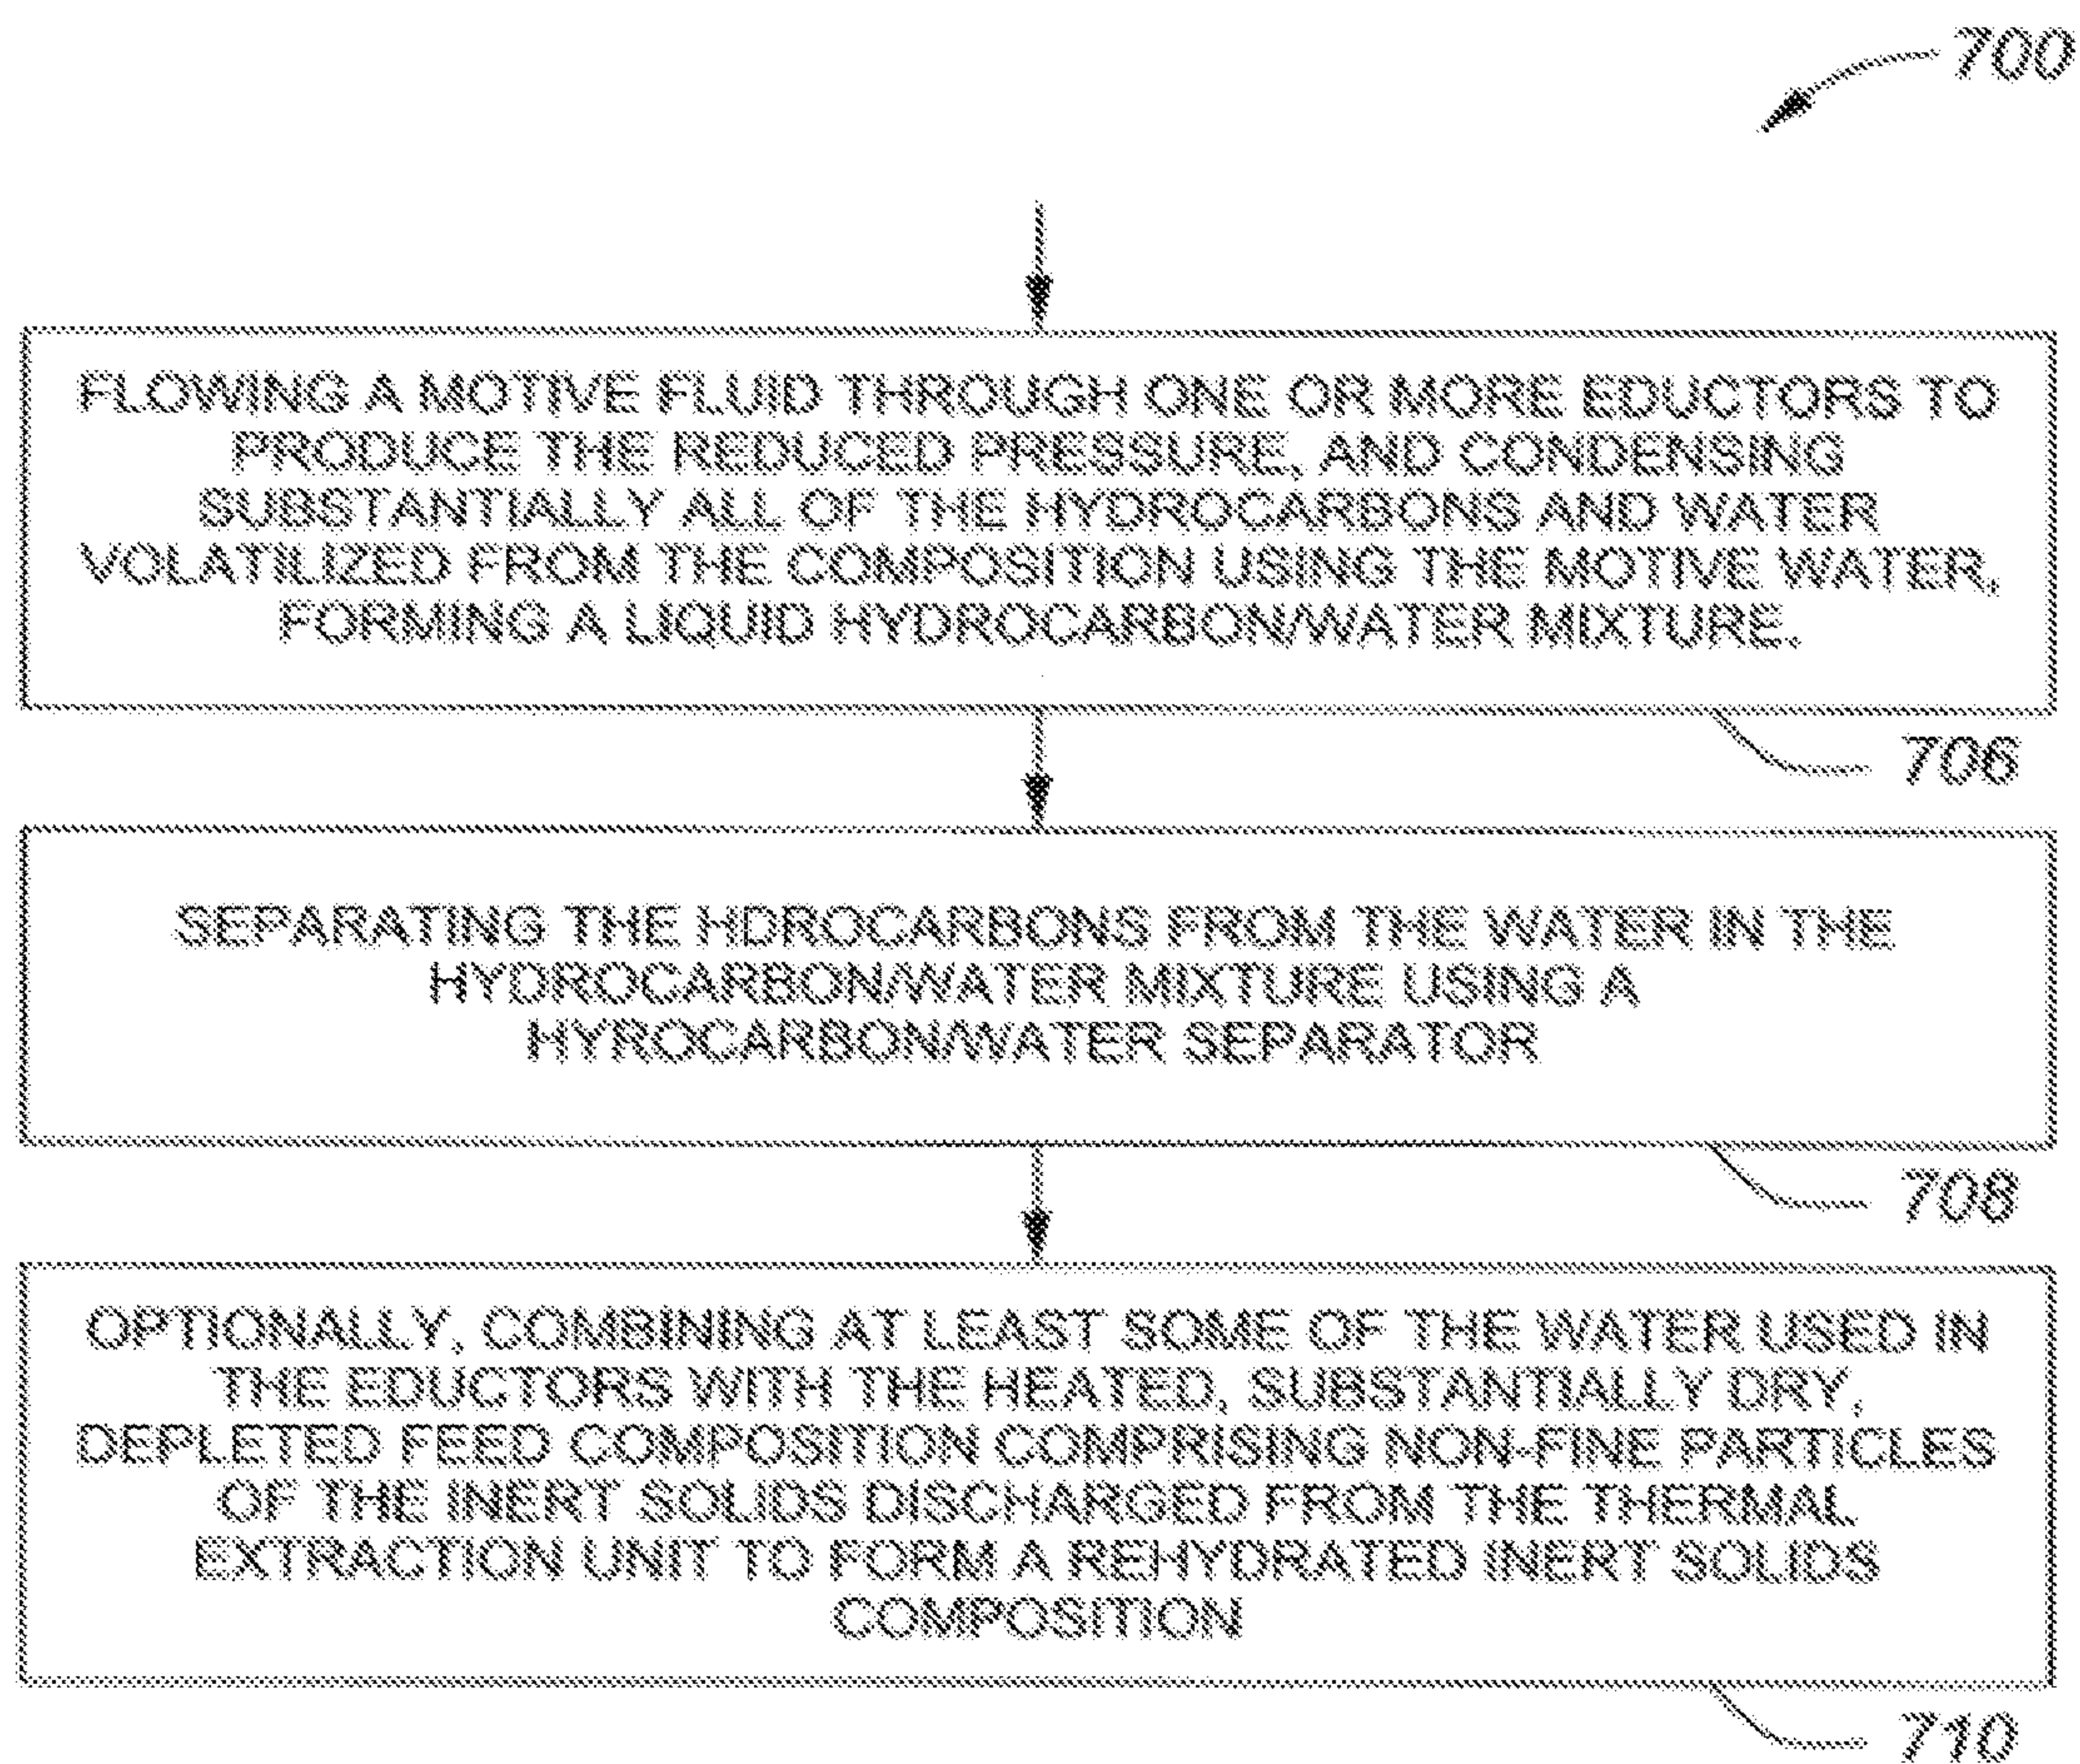 700
FLOWING A MOTIVE FLUID THROUGH ONE OR MORE EDUCTORS TO
PRODUCE THE REDUCED PRESSURE, AND CONDENSING
SUBSTANTIALLY ALL OF THE HYDROCARBONS AND WATER
VOLATILIZED FROM THE COMPOSITION USING THE MOTIVE WATER,
FORMING A LIQUID HYDROCARBON/WATER MIXTURE.
706
SEPARATING THE HDROCARBONS FROM THE WATER IN THE
HYDROCARBON/WATER MIXTURE USING A
HYROCARBON/WATER SEPARATOR
708
OPTIONALLY, COMBINING AT LEAST SOME OF THE WATER USED IN
THE EDUCTORS WITH THE HEATED, SUBSTANTIALLY DRY,
DEPLETED FEED COMPOSITION COMPRISING NON-FINE PARTICLES
OF THE INERT SOLIDS DISCHARGED FROM THE THERMAL
EXTRACTION UNIT TO FORM A REHYDRATED INERT SOLIDS
COMPOSITION
710